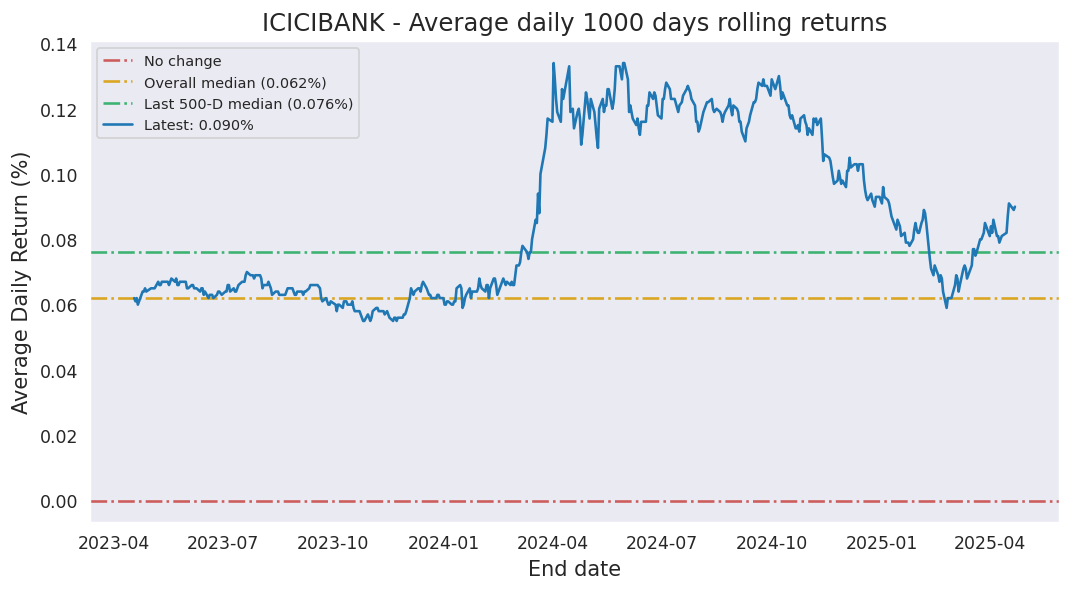 ICICIBANK - Average daily 1000 days rolling returns
No change
Overall median (0.062%)
Last 500-D median (0.076%)
Latest: 0.090%
Average Daily Return (%)
0.14
0.12
0.10
0.08
0.06
0.04
0.02
0.00
2023-04 2023-07 2023-10 2024-01 2024-04 2024-07 2024-10 2025-01 2025-04
End date